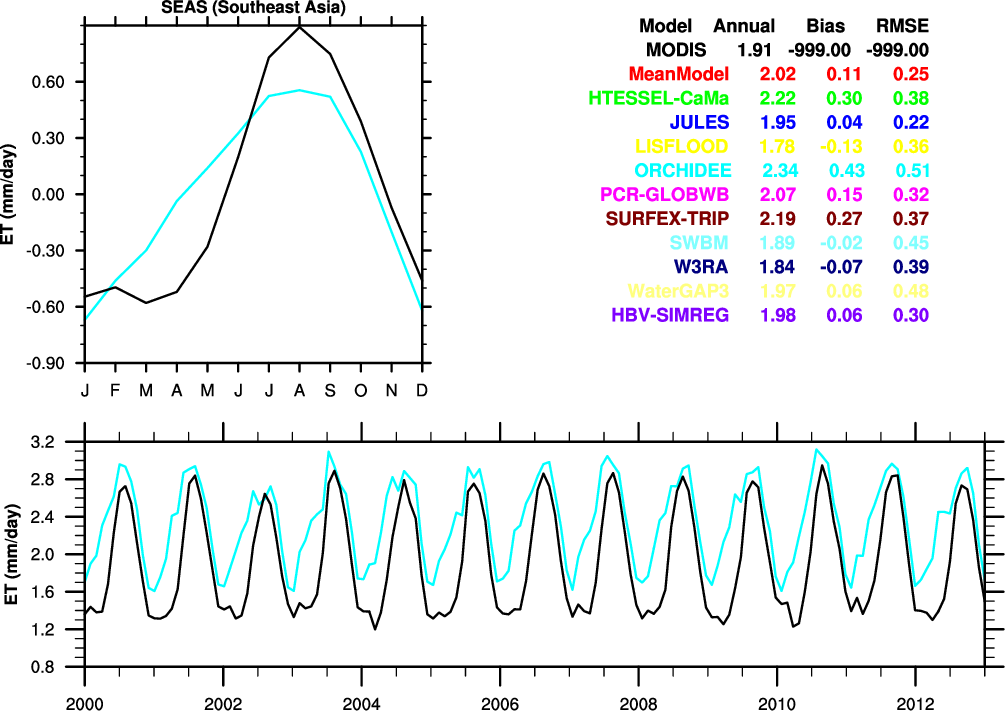 SEAS (Southeast Asia)
ET (mm/day)
0.60
0.30
0.00
-0.30
-0.60
-0.90
J F M A M J J A S O N D
Model Annual Bias RMSE
MODIS 1.91 -999.00 -999.00
MeanModel 2.02 0.11 0.25
HTESSEL-CaMa 2.22 0.30 0.38
JULES 1.95 0.04 0.22
LISFLOOD 1.78 -0.13 0.36
ORCHIDEE 2.34 0.43 0.51
PCR-GLOBWB 2.07 0.15 0.32
SURFEX-TRIP 2.19 0.27 0.37
SWBM 1.89 -0.02 0.45
W3RA 1.84 -0.07 0.39
WaterGAP3 1.97 0.06 0.48
HBV-SIMREG 1.98 0.06 0.30
ET (mm/day)
3.2
2.8
2.4
2.0
1.6
1.2
0.8
2000 2002 2004 2006 2008 2010 2012